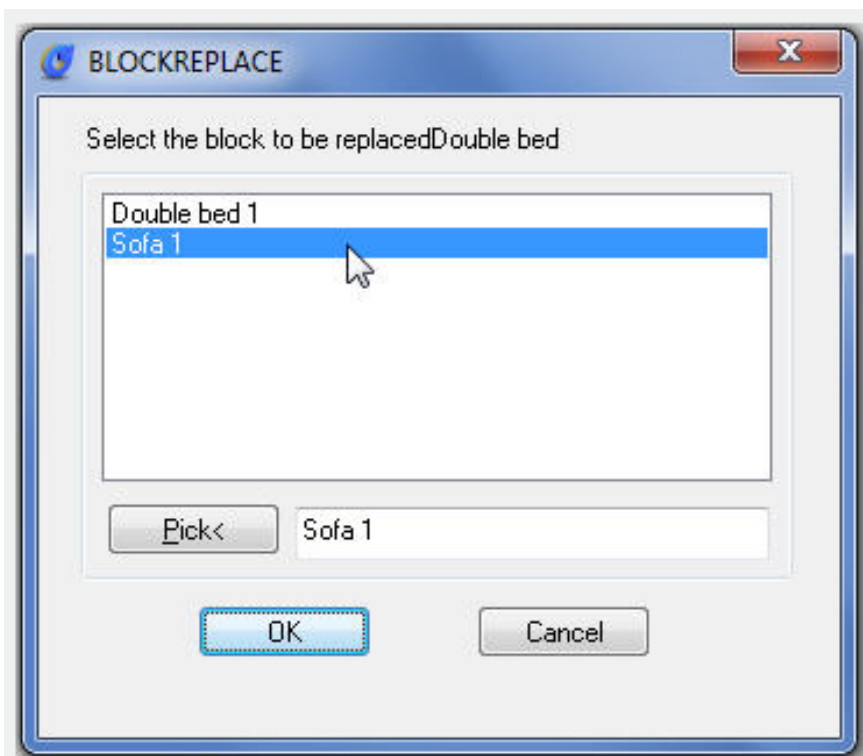 BLOCKREPLACE
Select the block to be replacedDouble bed
Double bed 1
Sofa 1
Pick< Sofa 1
OK Cancel